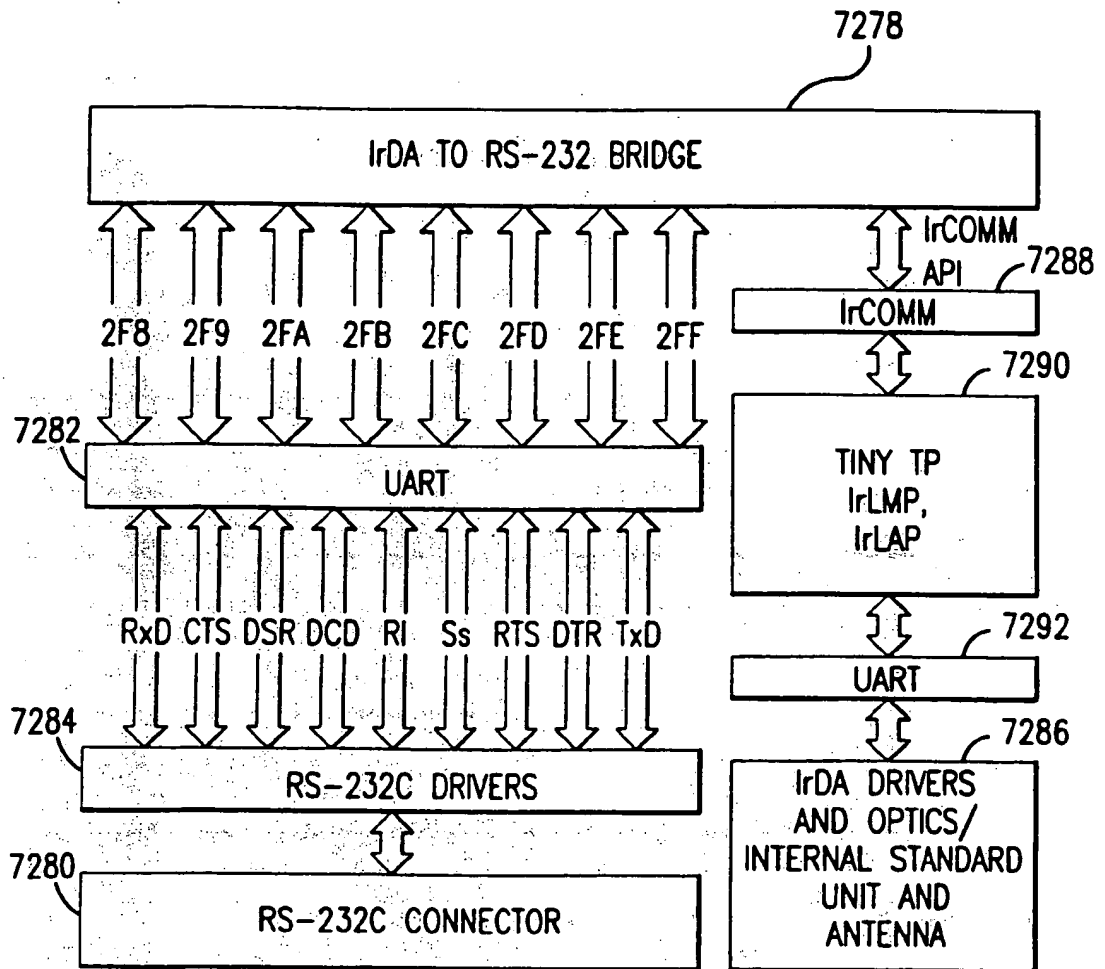 7278
IrDA TO RS-232 BRIDGE
IrCOMM
API
7288
IrCOMM
2F8 2F9 2FA 2FB 2FC 2FD 2FE 2FF
7290
7282
UART
TINY TP
IrLMP,
IrLAP
RxD CTS DSR DCD RI Ss RTS DTR TxD
7292
UART
7284
RS-232C DRIVERS
7286
IrDA DRIVERS
AND OPTICS/
INTERNAL STANDARD
UNIT AND
ANTENNA
7280
RS-232C CONNECTOR